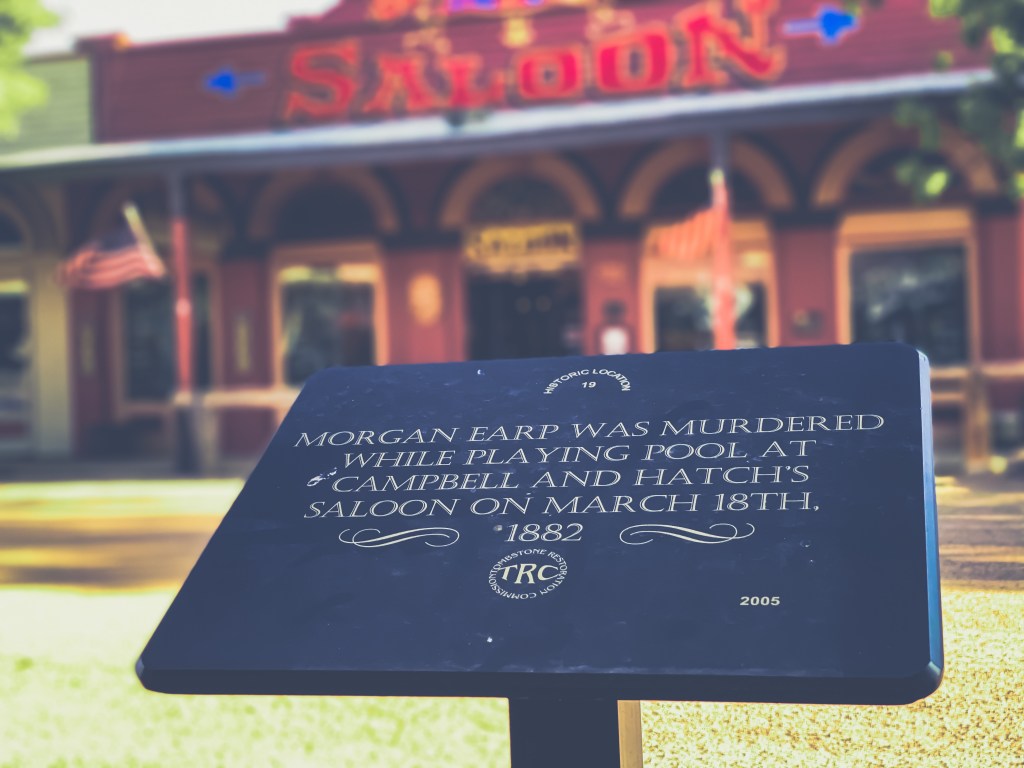 SALOON
HISTORIC LOCATION
19
MORGAN EARP WAS MURDERED
WHILE PLAYING POOL AT
CAMPBELL AND HATCH'S
SALOON ON MARCH 18TH,
1882
TOMBSTONE RESTORATION COMMISSION
TRC
2005